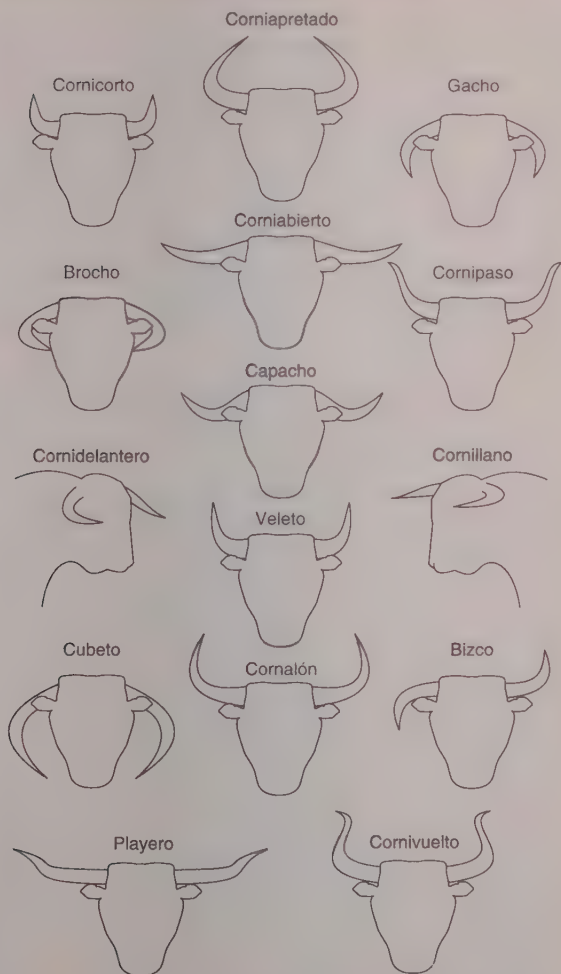 Corniapretado
Cornicorto
Gacho
Corniabierto
Brocho
Cornipaso
Capacho
Cornidelantero
Cornillano
Veleto
Cubeto
Cornalón
Bizco
Playero
Cornivuelto